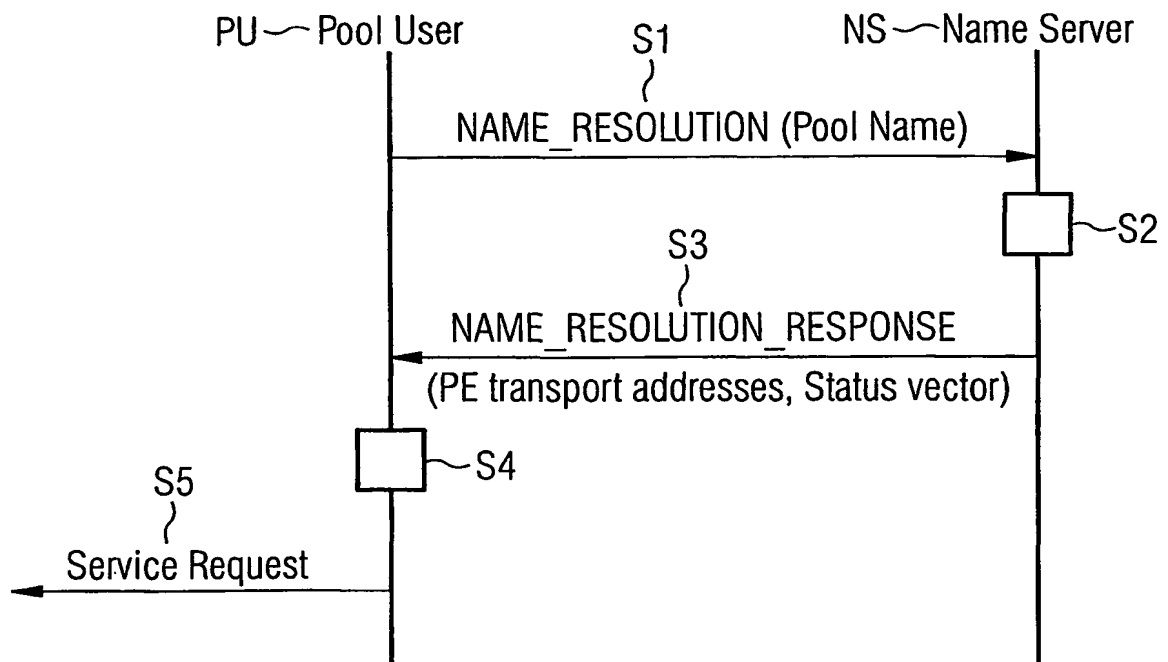 PU Pool User
NS Name Server
S1
NAME_RESOLUTION (Pool Name)
S2
S3
NAME_RESOLUTION_RESPONSE
(PE transport addresses, Status vector)
S4
S5
Service Request